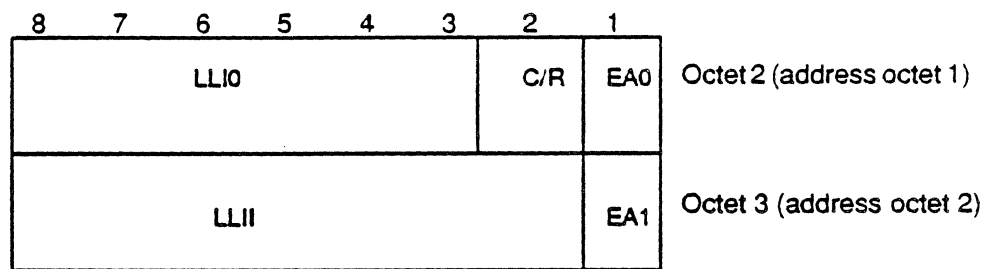 8 7 6 5 4 3 2 1
LLI0 C/R EA0 Octet 2 (address octet 1)
LLII EA1 Octet 3 (address octet 2)